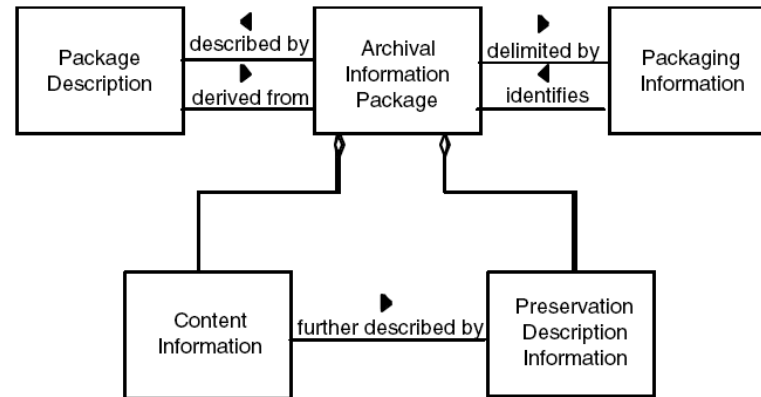 Package
Description
described by
derived from
Archival
Information
Package
delimited by
identifies
Packaging
Information
Content
Information
further described by
Preservation
Description
Information